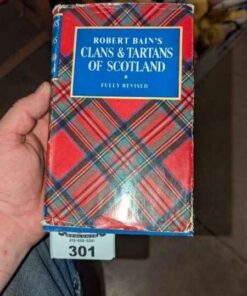 ROBERT BAIN'S
CLANS & TARTANS
OF SCOTLAND
FULLY REVISED
301